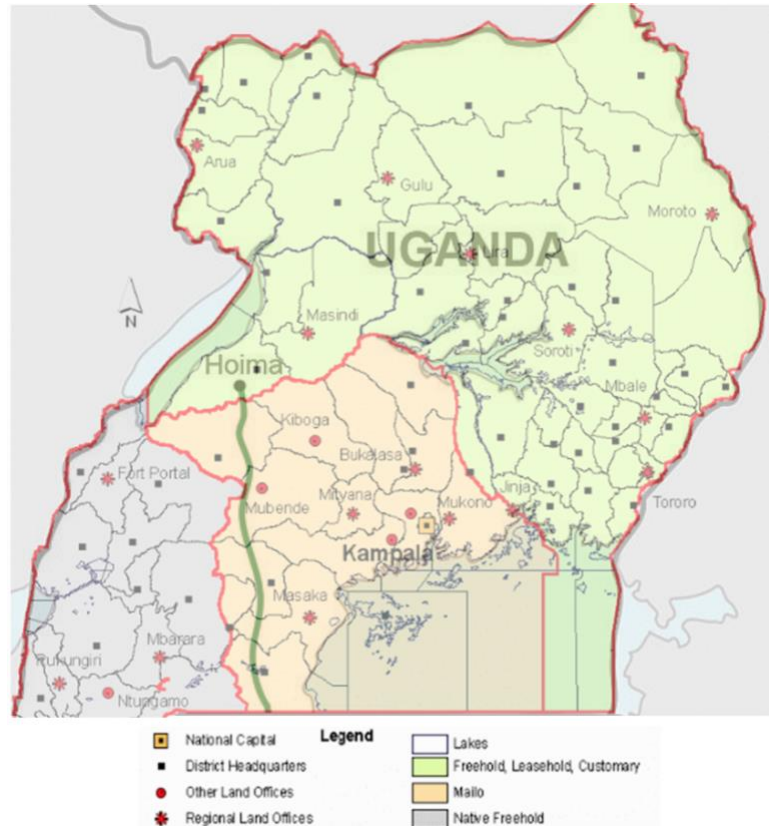 Arua
Gulu
Moroto
UGANDA
N
Masindi
Soroti
Hoima
Mbale
Kiboga
Bukalasa
Fort Portal
Mubende
Mityana
Mukono
Jinja
Tororo
Kampala
Masaka
Mbarara
Rukungiri
Ntungamo
Legend
National Capital
District Headquarters
Other Land Offices
Regional Land Offices
Lakes
Freehold, Leasehold, Customary
Mailo
Native Freehold